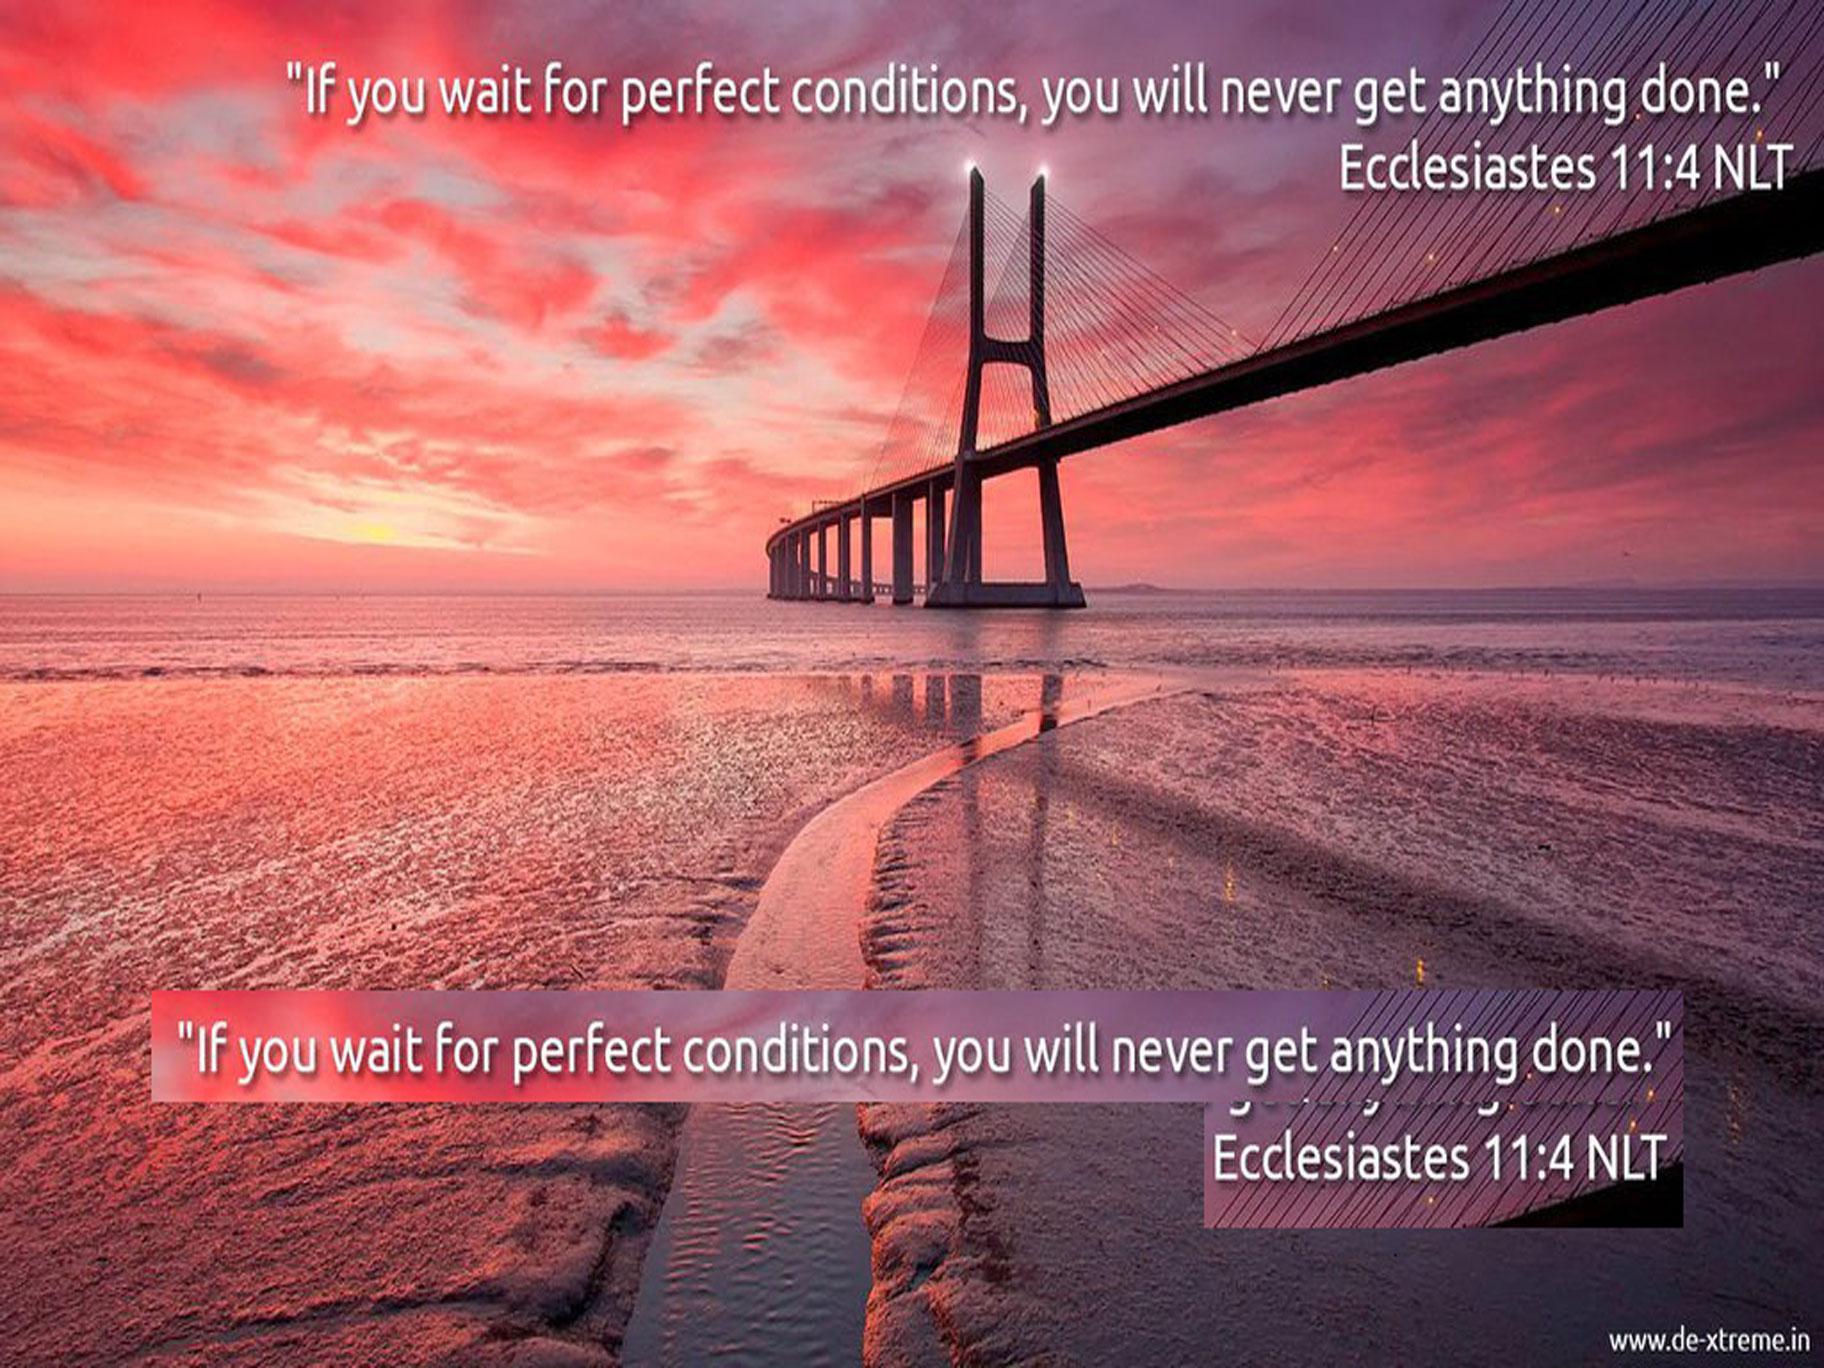 "If you wait for perfect conditions, you will never get anything done."
Ecclesiastes 11:4 NLT
"If you wait for perfect conditions, you will never get anything done."
Ecclesiastes 11:4 NLT
www.de-xtreme.in